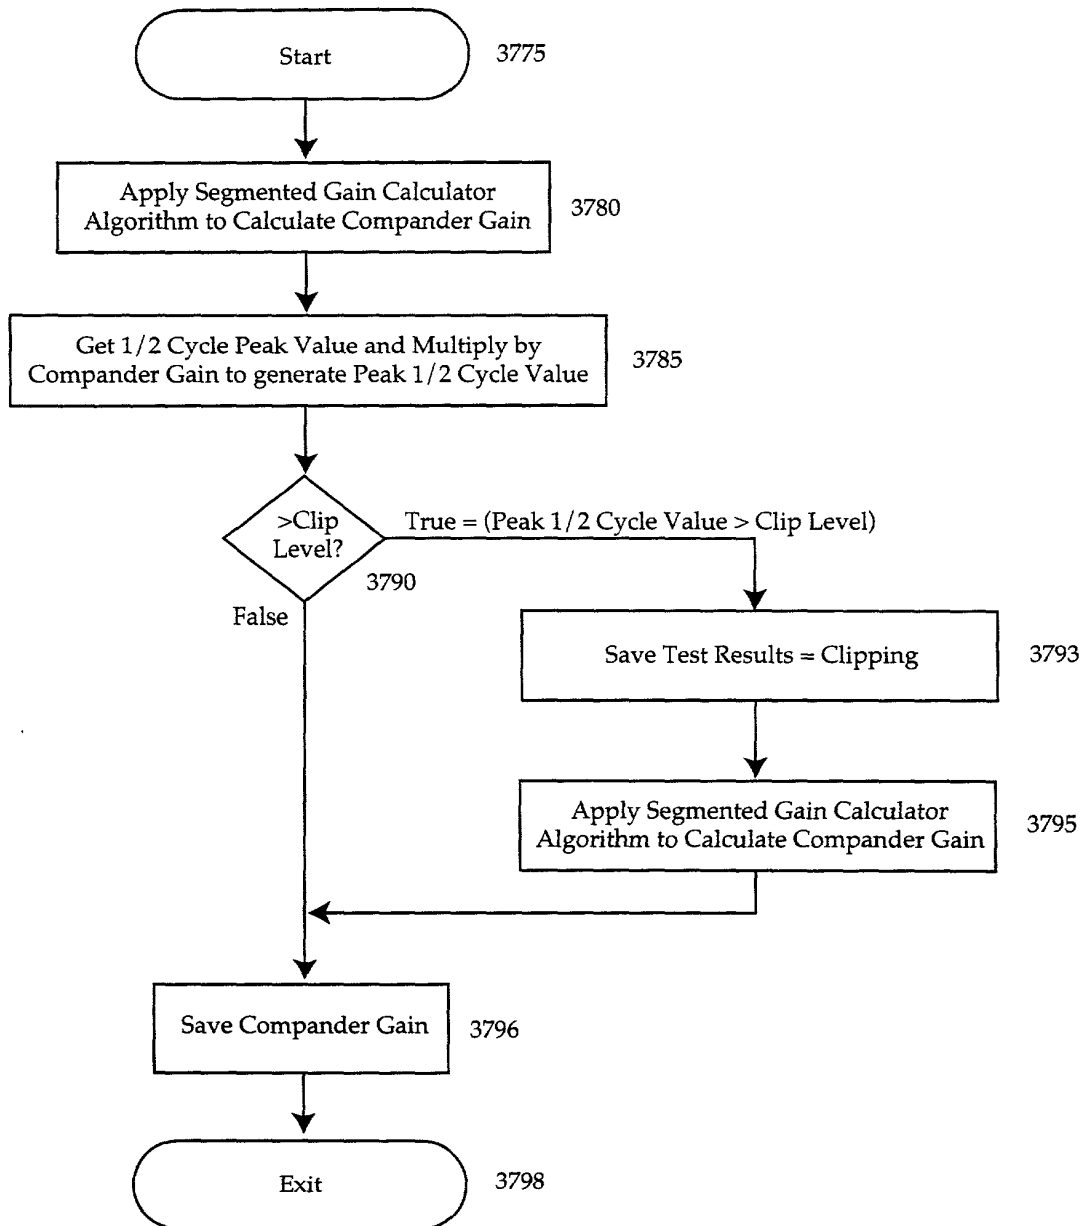 Start
3775
Apply Segmented Gain Calculator
Algorithm to Calculate Compander Gain
3780
Get 1/2 Cycle Peak Value and Multiply by
Compander Gain to generate Peak 1/2 Cycle Value
3785
>Clip
Level?
True = (Peak 1/2 Cycle Value > Clip Level)
3790
False
Save Test Results = Clipping
3793
Apply Segmented Gain Calculator
Algorithm to Calculate Compander Gain
3795
Save Compander Gain
3796
Exit
3798